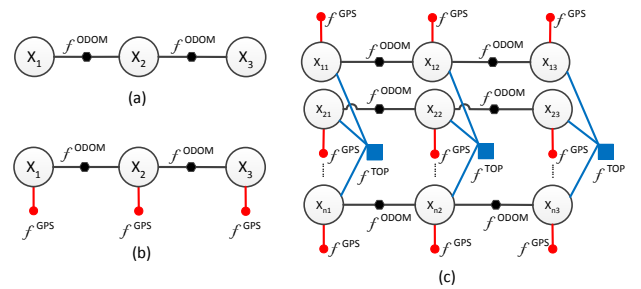 f ODOM f ODOM
X1 X2 X3
(a)
f ODOM f ODOM
X1 X2 X3
f GPS f GPS f GPS
(b)
f GPS f GPS f GPS
x11 f ODOM x12 f ODOM x13
x21 f ODOM x22 f ODOM x23
f GPS f GPS f GPS
f TOP f TOP f TOP
xn1 f ODOM xn2 f ODOM xn3
f GPS f GPS f GPS
(c)